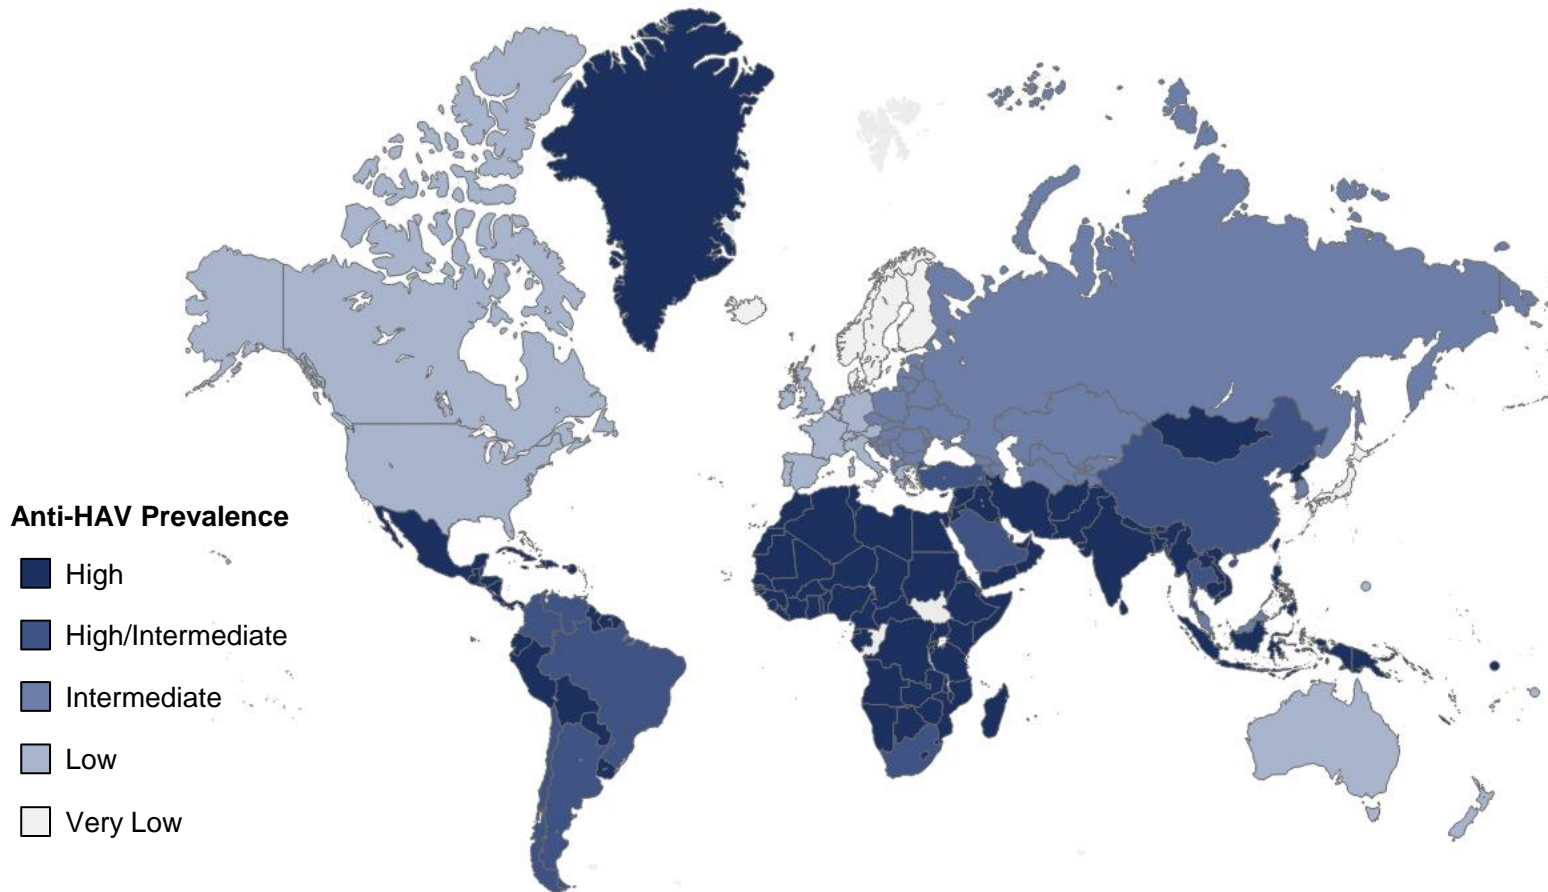 Anti-HAV Prevalence
High
High/Intermediate
Intermediate
Low
Very Low